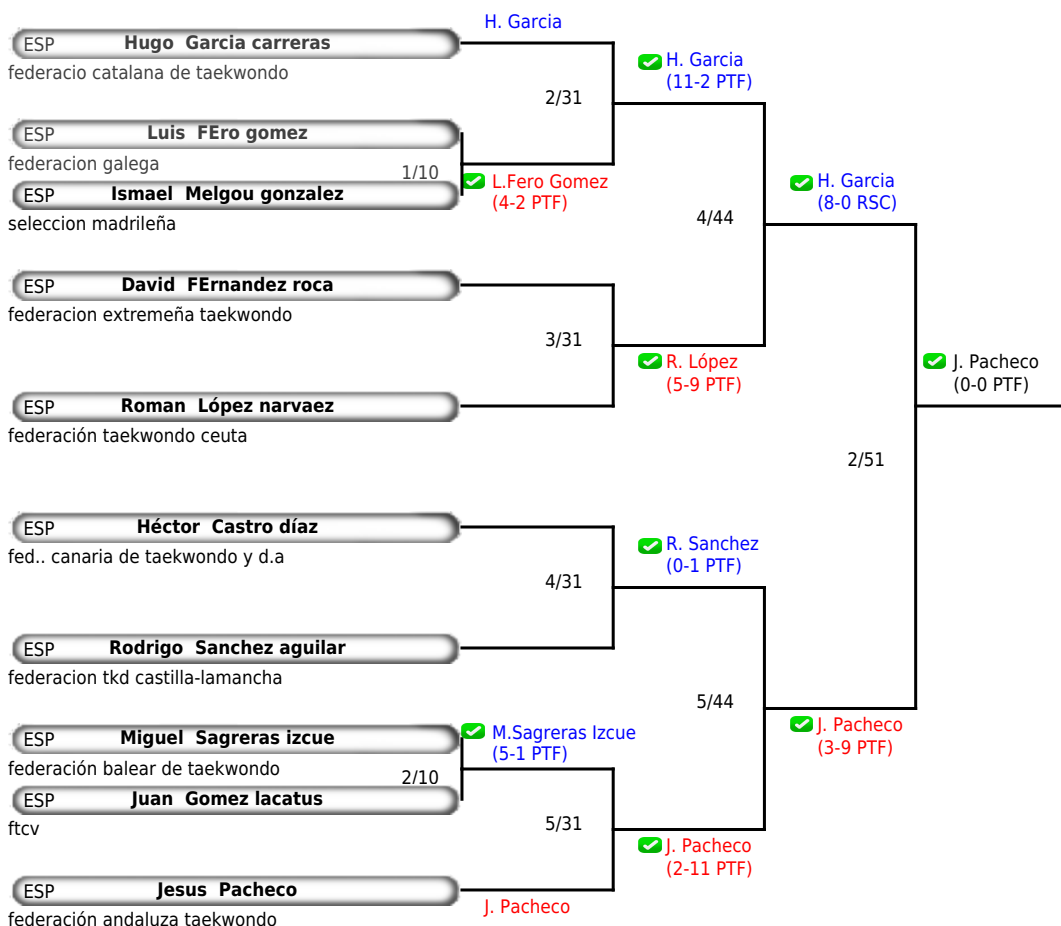 H. Garcia
ESP Hugo Garcia carreras
federacio catalana de taekwondo
H. Garcia
(11-2 PTF)
2/31
ESP Luis FEro gomez
federacion galega
1/10
ESP Ismael Melgou gonzalez
seleccion madrileña
L.Fero Gomez
(4-2 PTF)
H. Garcia
(8-0 RSC)
4/44
ESP David FErnandez roca
federacion extremeña taekwondo
3/31
R. López
(5-9 PTF)
J. Pacheco
(0-0 PTF)
ESP Roman López narvaez
federación taekwondo ceuta
2/51
ESP Héctor Castro díaz
fed.. canaria de taekwondo y d.a
R. Sanchez
(0-1 PTF)
4/31
ESP Rodrigo Sanchez aguilar
federacion tkd castilla-lamancha
5/44
ESP Miguel Sagreras izcue
federación balear de taekwondo
M.Sagreras Izcue
(5-1 PTF)
J. Pacheco
(3-9 PTF)
2/10
ESP Juan Gomez lacatus
ftcv
5/31
J. Pacheco
(2-11 PTF)
ESP Jesus Pacheco
federación andaluza taekwondo
J. Pacheco